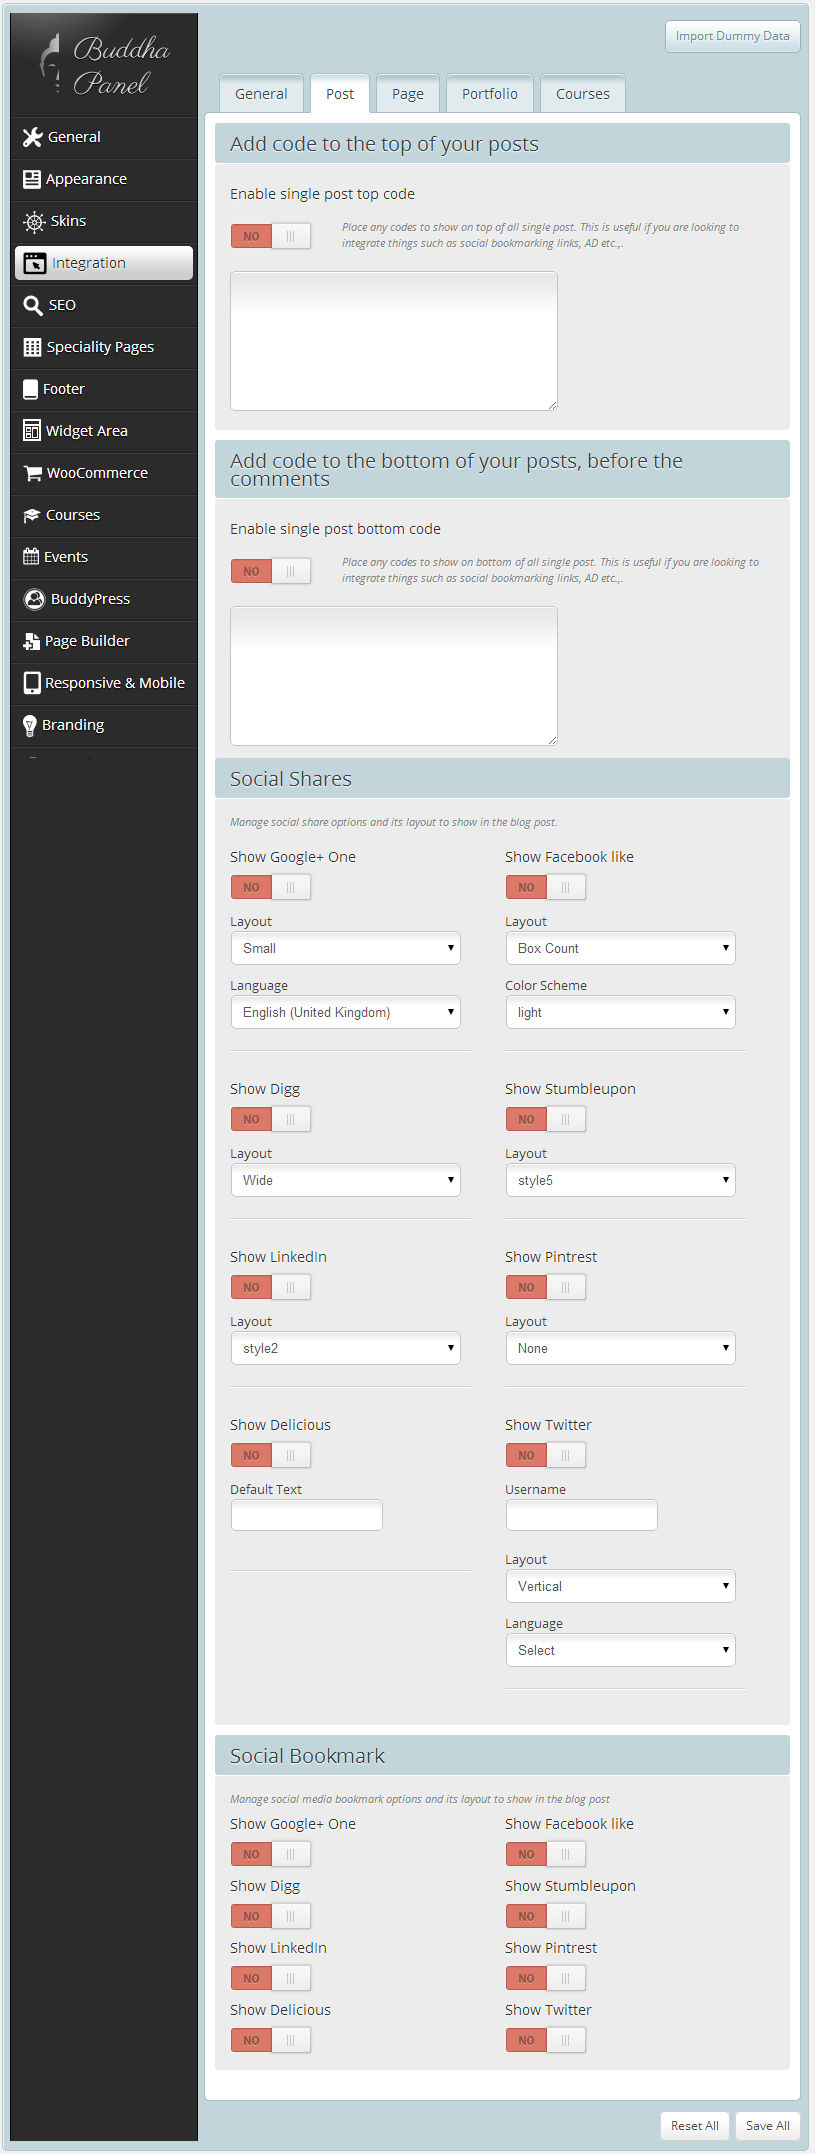 Buddha
Panel
General
Appearance
Skins
Integration
SEO
Speciality Pages
Footer
Widget Area
WooCommerce
Courses
Events
BuddyPress
Page Builder
Responsive & Mobile
Branding
Import Dummy Data
General Post Page Portfolio Courses
Add code to the top of your posts
Enable single post top code
NO
Place any codes to show on top of all single post. This is useful if you are looking to
integrate things such as social bookmarking links, AD etc.,.
Add code to the bottom of your posts, before the
comments
Enable single post bottom code
NO
Place any codes to show on bottom of all single post. This is useful if you are looking to
integrate things such as social bookmarking links, AD etc.,.
Social Shares
Manage social share options and its layout to show in the blog post.
Show Google+ One Show Facebook like
NO NO
Layout Layout
Small Box Count
Language Color Scheme
English (United Kingdom) light
Show Digg Show Stumbleupon
NO NO
Layout Layout
Wide style5
Show LinkedIn Show Pintrest
NO NO
Layout Layout
style2 None
Show Delicious Show Twitter
NO NO
Default Text Username
Layout
Vertical
Language
Select
Social Bookmark
Manage social media bookmark options and its layout to show in the blog post
Show Google+ One Show Facebook like
NO NO
Show Digg Show Stumbleupon
NO NO
Show LinkedIn Show Pintrest
NO NO
Show Delicious Show Twitter
NO NO
Reset All Save All